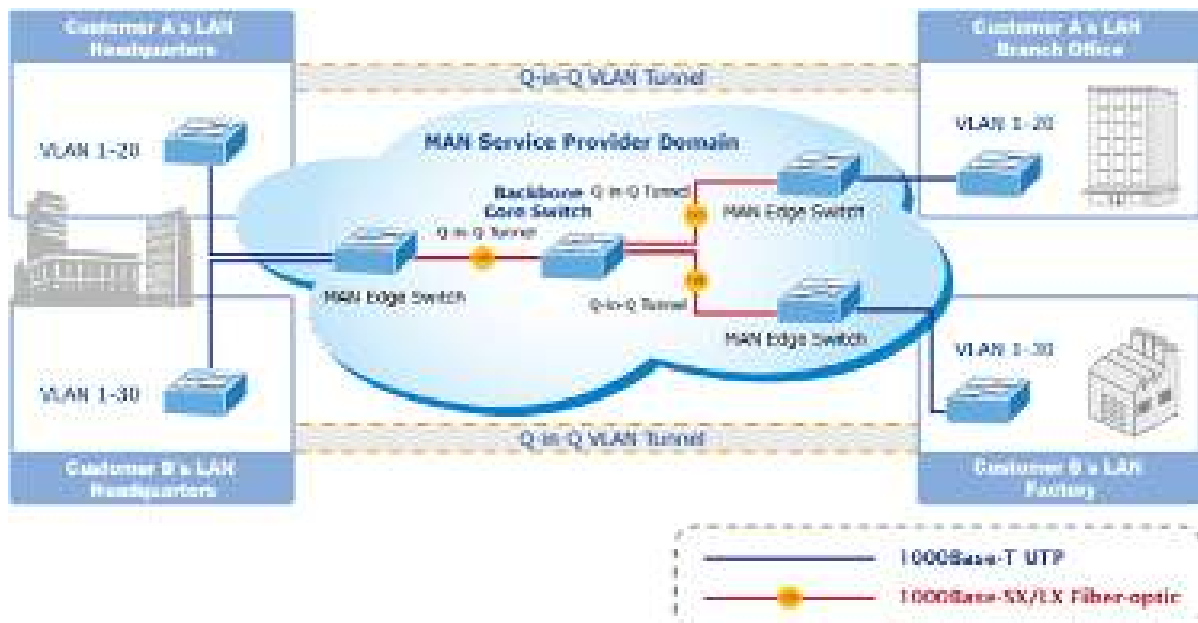 Customer A's LAN
Headquarters
Customer A's LAN
Branch Office
Q-in-Q VLAN Tunnel
VLAN 1-20
VLAN 1-20
MAN Service Provider Domain
Backbone
Core Switch
Q-in-Q Tunnel
Q-in-Q Tunnel
MAN Edge Switch
MAN Edge Switch
Q-in-Q Tunnel
MAN Edge Switch
VLAN 1-30
VLAN 1-30
Q-in-Q VLAN Tunnel
Customer B's LAN
Headquarters
Customer B's LAN
Factory
1000Base-T UTP
1000Base-SX/LX Fiber-optic